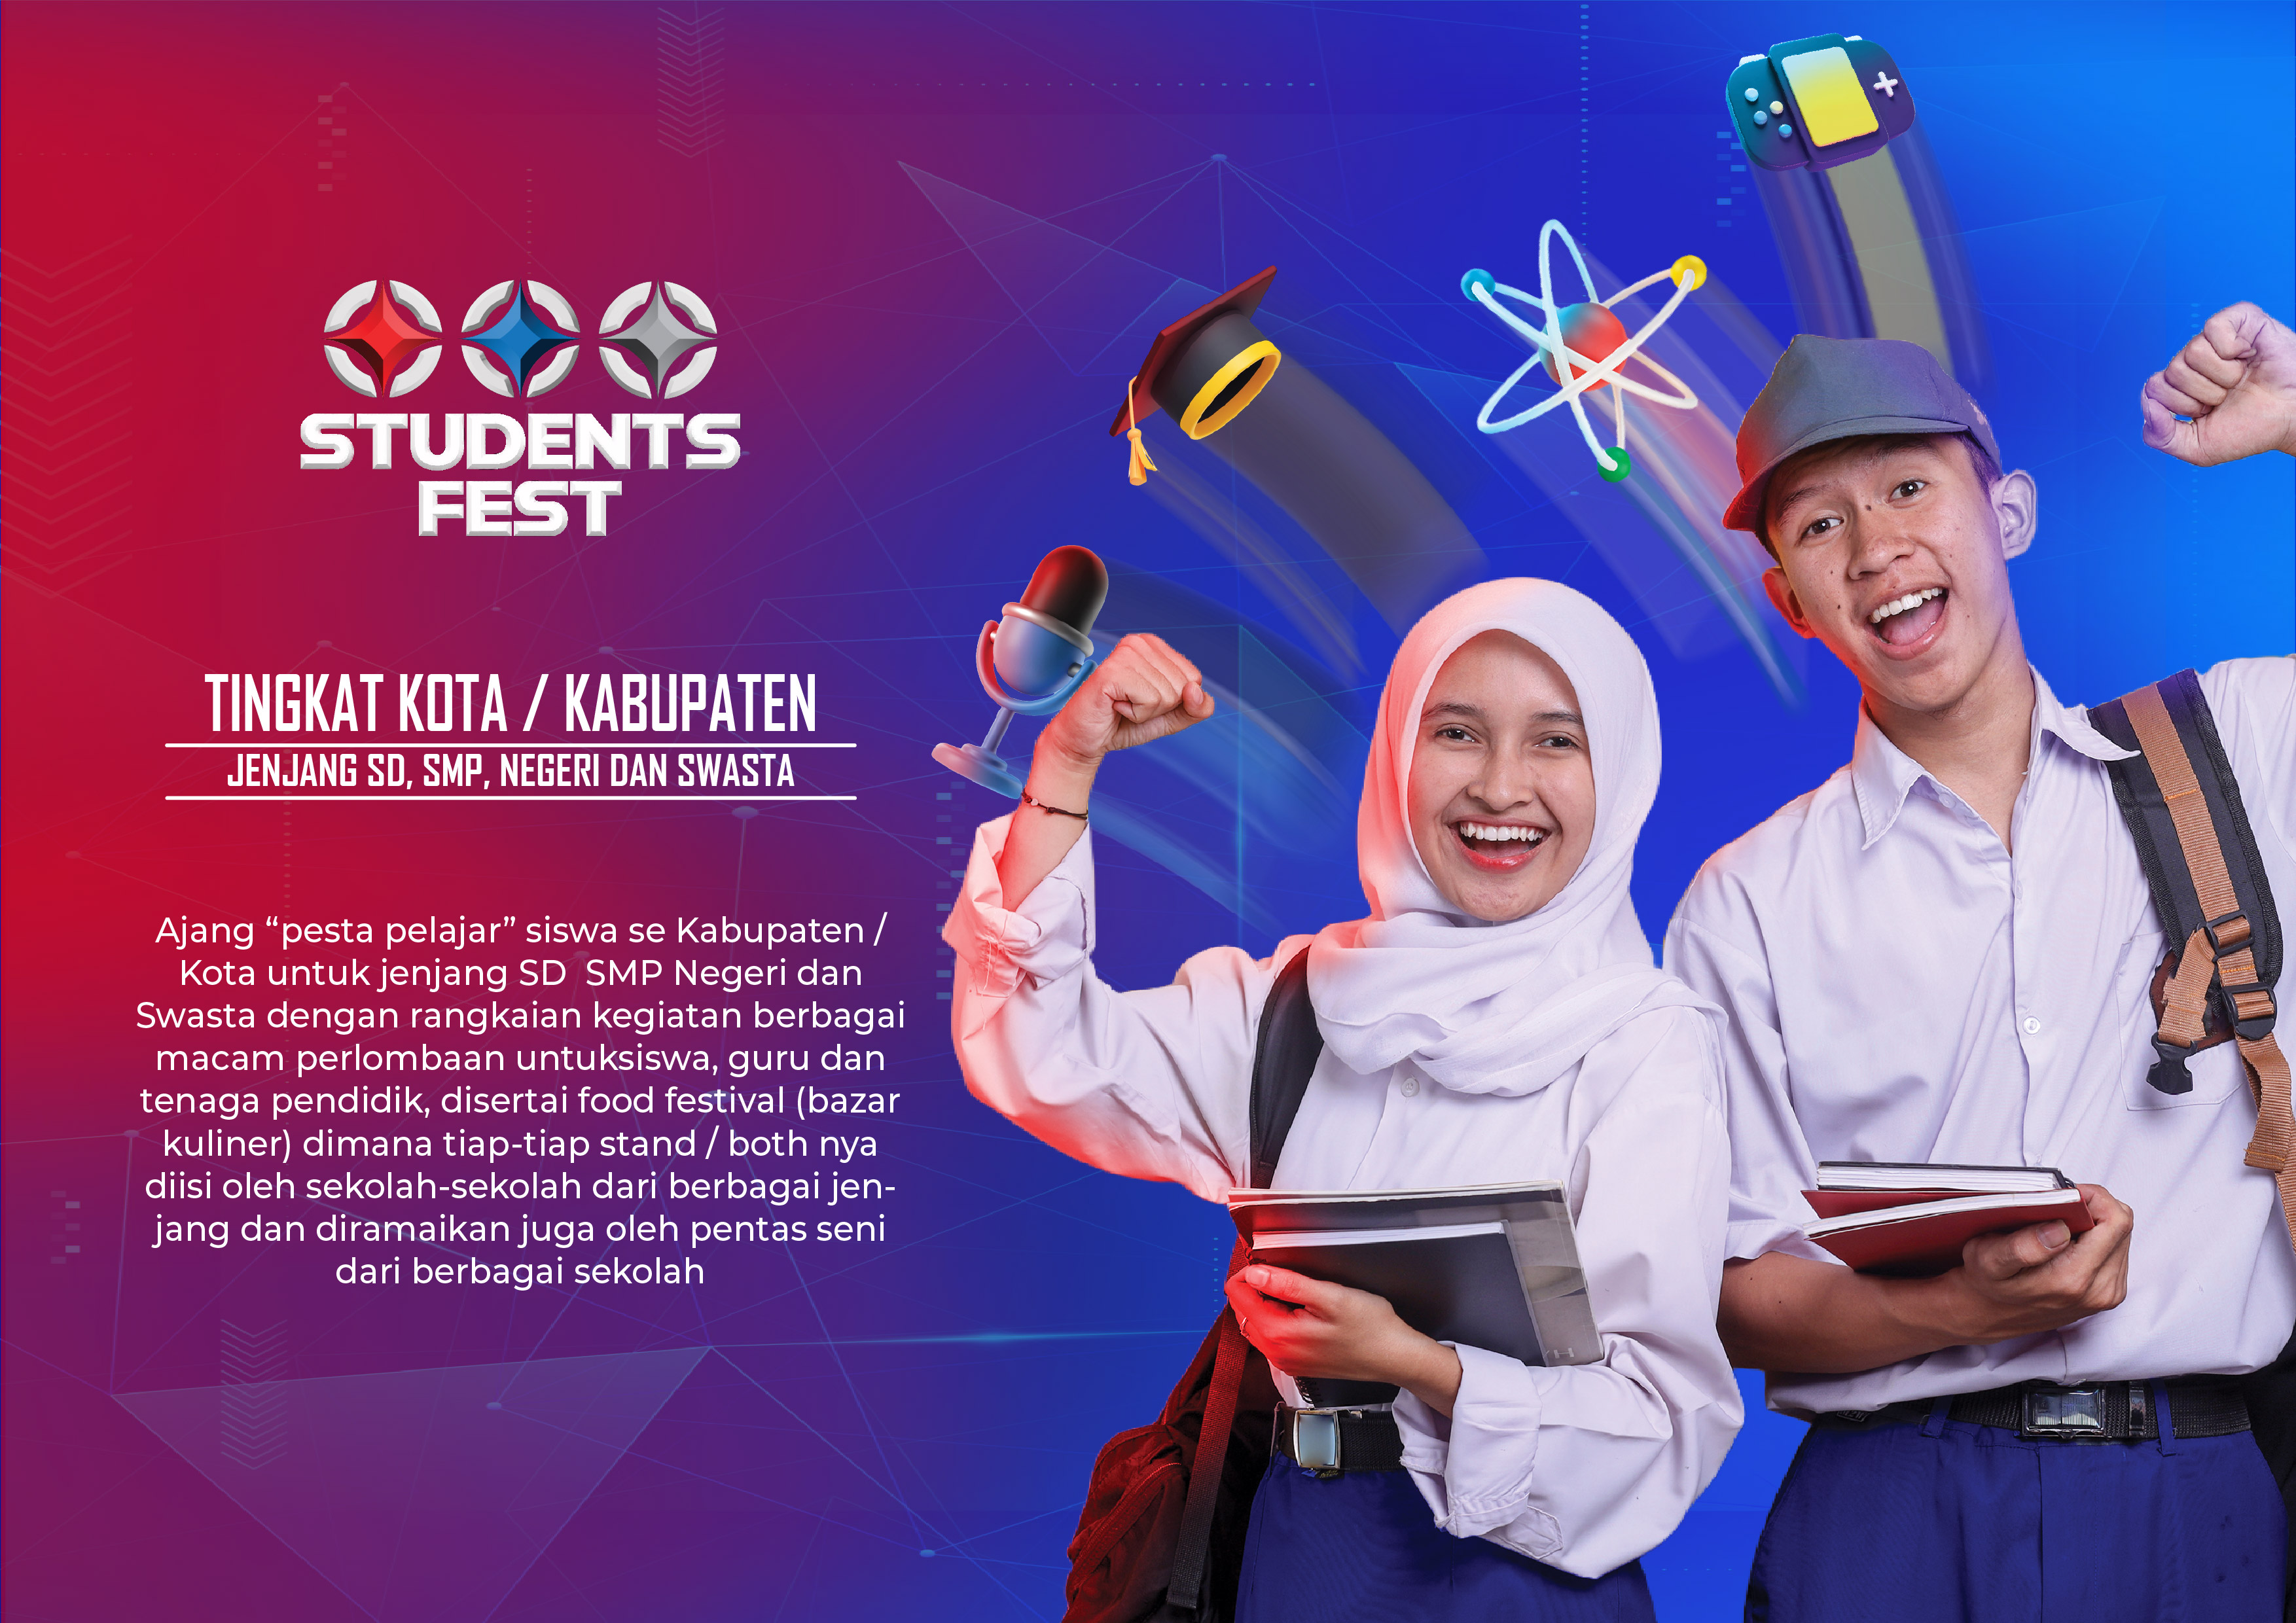 STUDENTS
FEST
TINGKAT KOTA / KABUPATEN
JENJANG SD, SMP, NEGERI DAN SWASTA
Ajang “pesta pelajar” siswa se Kabupaten /
Kota untuk jenjang SD  SMP Negeri dan
Swasta dengan rangkaian kegiatan berbagai
macam perlombaan untuksiswa, guru dan
tenaga pendidik, disertai food festival (bazar
kuliner) dimana tiap-tiap stand / both nya
diisi oleh sekolah-sekolah dari berbagai jen-
jang dan diramaikan juga oleh pentas seni
dari berbagai sekolah